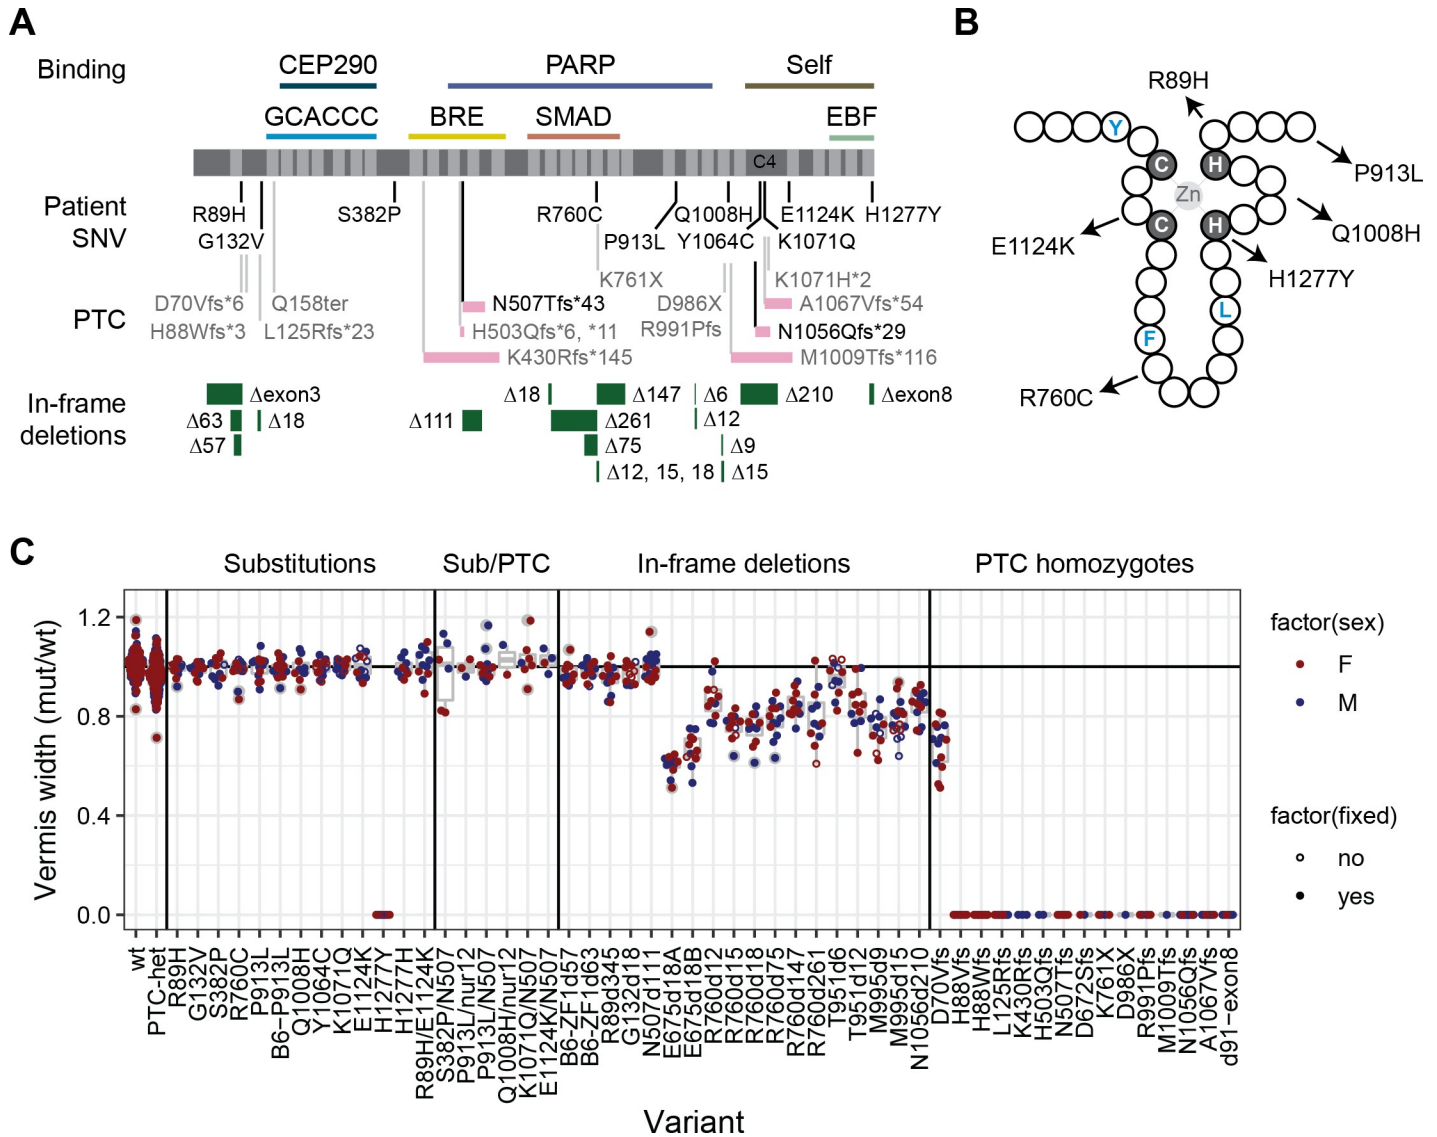 A
Binding
CEP290
PARP
Self
GCACCC
BRE
SMAD
EBF
C4
Patient
SNV
R89H
G132V
S382P
R760C
P913L
Q1008H
Y1064C
E1124K
K1071Q
H1277Y
PTC
D70Vfs*6
H88Wfs*3
Q158ter
L125Rfs*23
N507Tfs*43
H503Qfs*6, *11
K430Rfs*145
K761X
D986X
R991Pfs
K1071H*2
A1067Vfs*54
N1056Qfs*29
M1009Tfs*116
In-frame
deletions
Δexon3
Δ63
Δ18
Δ57
Δ111
Δ18
Δ147
Δ261
Δ75
Δ12, 15, 18
Δ6
Δ12
Δ9
Δ15
Δ210
Δexon8
B
R89H
Y
C
H
Zn
P913L
C
H
Q1008H
E1124K
H1277Y
L
F
R760C
C
Substitutions
Sub/PTC
In-frame deletions
PTC homozygotes
Vermis width (mut/wt)
1.2
0.8
0.4
0.0
wt
PTC-het
R89H
G132V
S382P
R760C
P913L
B6-P913L
Q1008H
Y1064C
K1071Q
E1124K
H1277Y
H1277H
R89H/E1124K
S382P/N507
P913L/nur12
P913L/N507
Q1008H/nur12
K1071Q/N507
E1124K/N507
B6-ZF1d57
B6-ZF1d63
R89d345
G132d18
N507d111
E675d18A
E675d18B
R760d12
R760d15
R760d18
R760d75
R760d147
R760d261
T951d6
T951d12
M995d9
M995d15
N1056d210
D70Vfs
H88Vfs
H88Wfs
L125Rfs
K430Rfs
H503Qfs
N507Tfs
D672Sfs
K761X
D986X
R991Pfs
M1009Tfs
N1056Qfs
A1067Vfs
d91-exon8
Variant
factor(sex)
F
M
factor(fixed)
no
yes